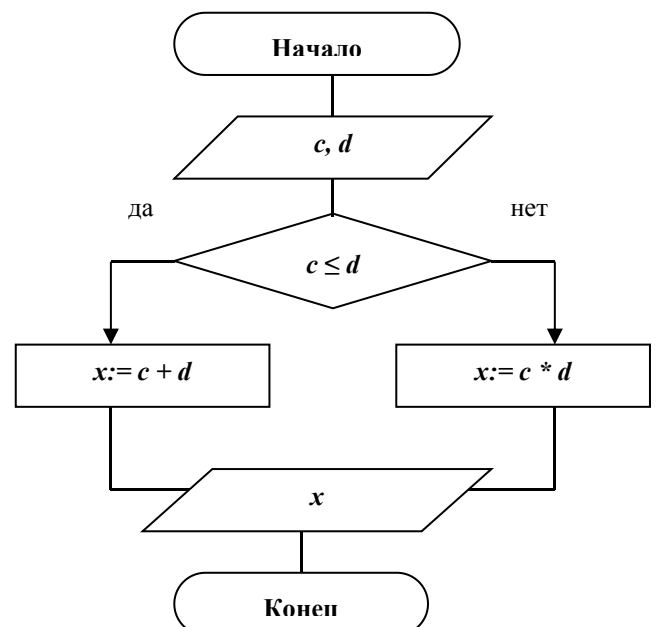 Начало
c, d
да
нет
c ≤ d
x:= c + d
x:= c * d
x
Конец